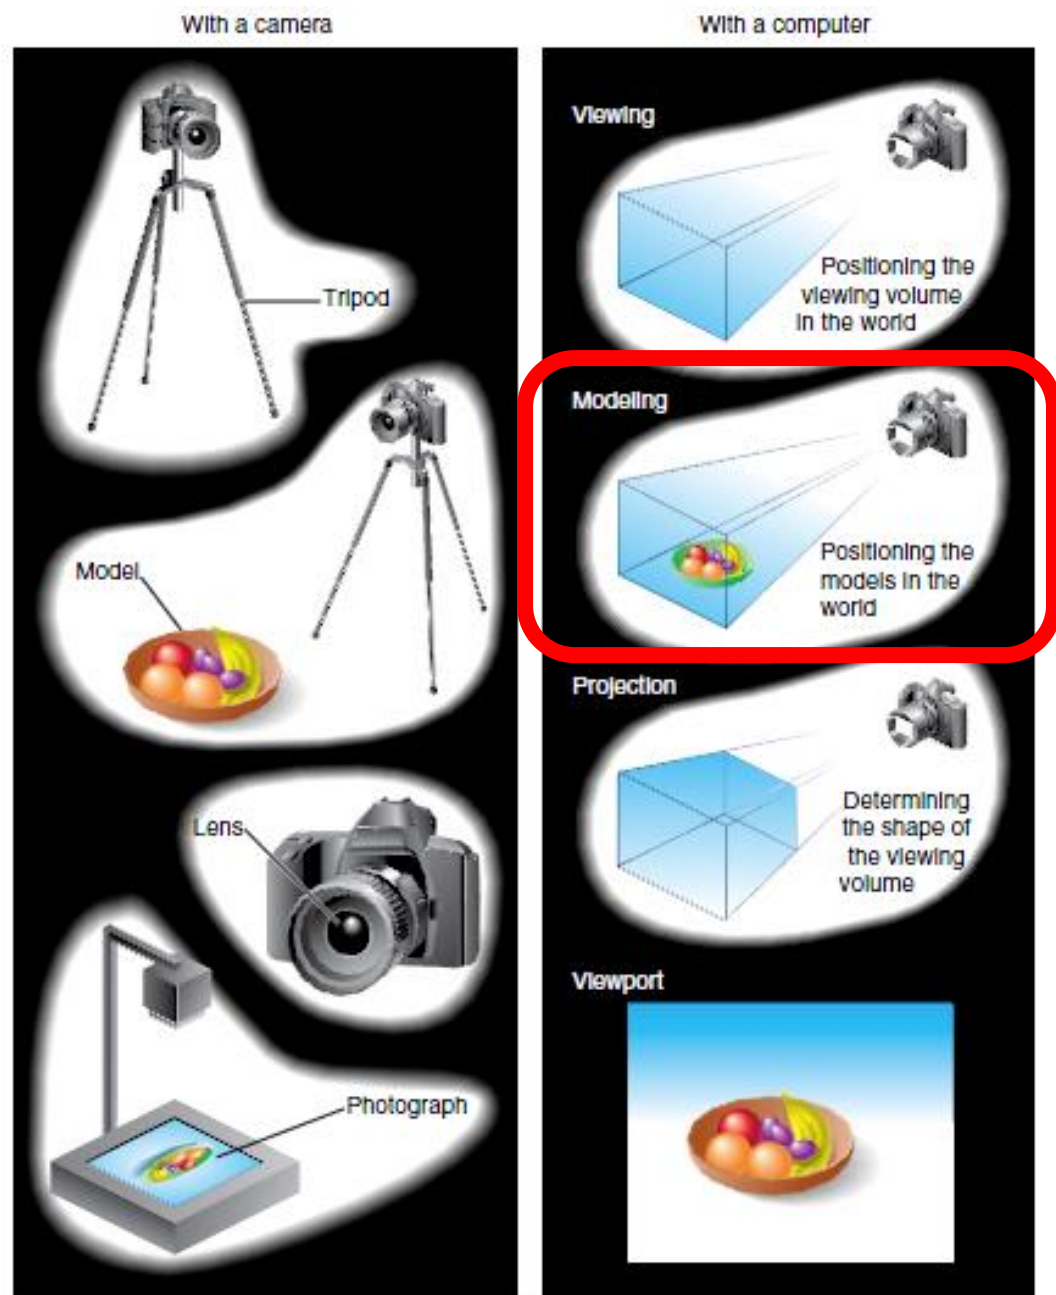 With a camera
With a computer
Tripod
Model
Lens
Photograph
Viewing
Positioning the
viewing volume
in the world
Modeling
Positioning the
models in the
world
Projection
Determining
the shape of
the viewing
volume
Viewport